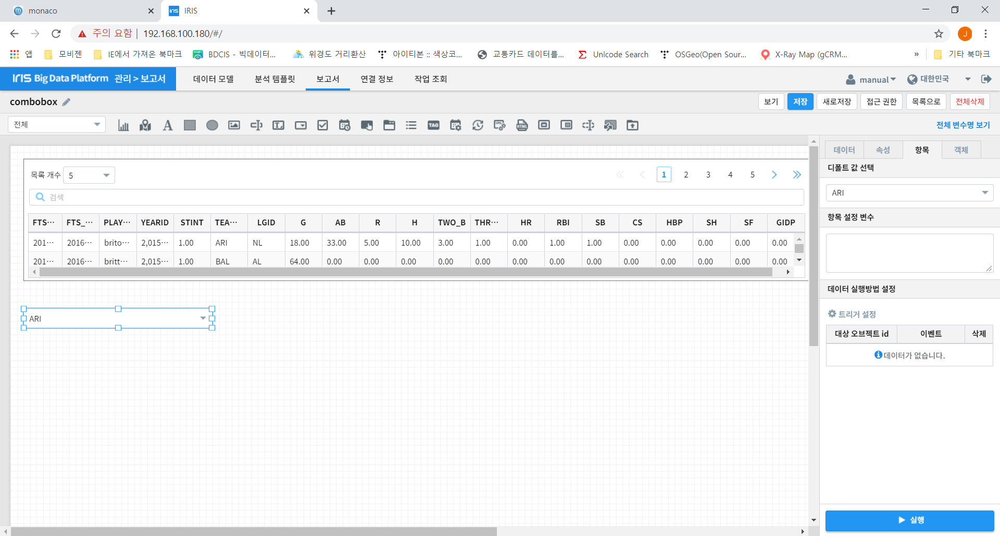 monaco
IRIS
주의 요함 | 192.168.100.180/#/
J
앱 모비젠 IE에서 가져온 북마크 BDCIS - 빅데이터... 위경도 거리환산 아이티본 :: 색상코... 교통카드 데이터를... Unicode Search OSGeo(Open Sour... X-Ray Map (gCRM... » 기타 북마크
IRIS Big Data Platform 관리 > 보고서 데이터 모델 분석 템플릿 보고서 연결 정보 작업 조회 manual 대한민국
combobox 보기 저장 새로저장 접근 권한 목록으로 전체삭제
전체 전체 변수명 보기
데이터 속성 항목 객체
디폴트 값 선택
ARI
항목 설정 변수
데이터 실행방법 설정
트리거 설정
대상 오브젝트 id 이벤트 삭제
데이터가 없습니다.
실행
목록 개수 5 1 2 3 4 5
검색
FTS··· FTS_··· PLAY··· YEARID STINT TEA··· LGID G AB R H TWO_B THR··· HR RBI SB CS HBP SH SF GIDP
201··· 2016··· brito··· 2,015··· 1.00 ARI NL 18.00 33.00 5.00 10.00 3.00 1.00 0.00 1.00 1.00 0.00 0.00 0.00 0.00 0.00
201··· 2016··· britt··· 2,015··· 1.00 BAL AL 64.00 0.00 0.00 0.00 0.00 0.00 0.00 0.00 0.00 0.00 0.00 0.00 0.00 0.00
ARI